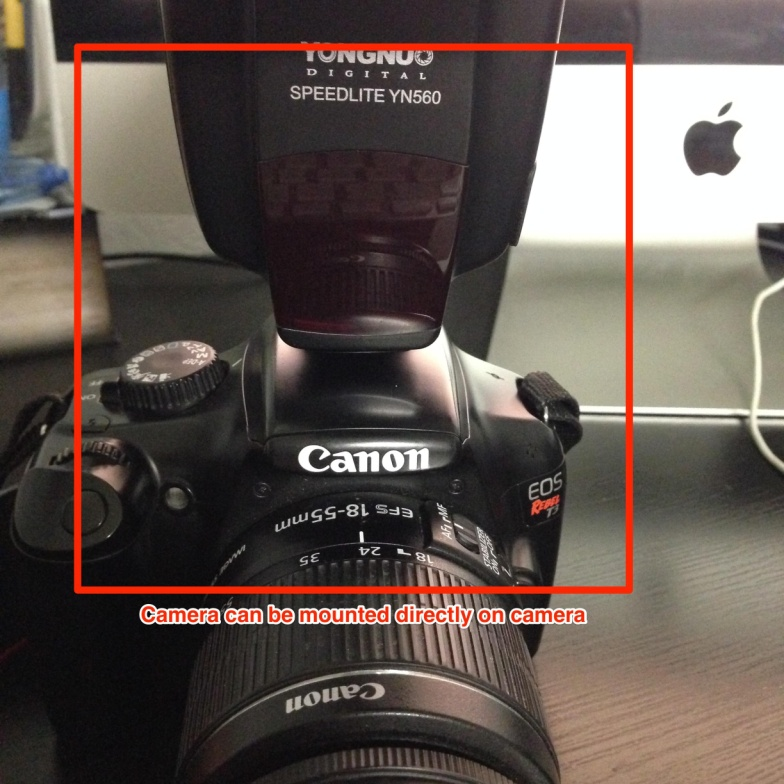 YONGNUO
DIGITAL
SPEEDLITE YN560
Canon
EOS
REBEL
T3
EFS 18-55mm
AF MF
STABILIZER
18 24 35
Canon
Camera can be mounted directly on camera